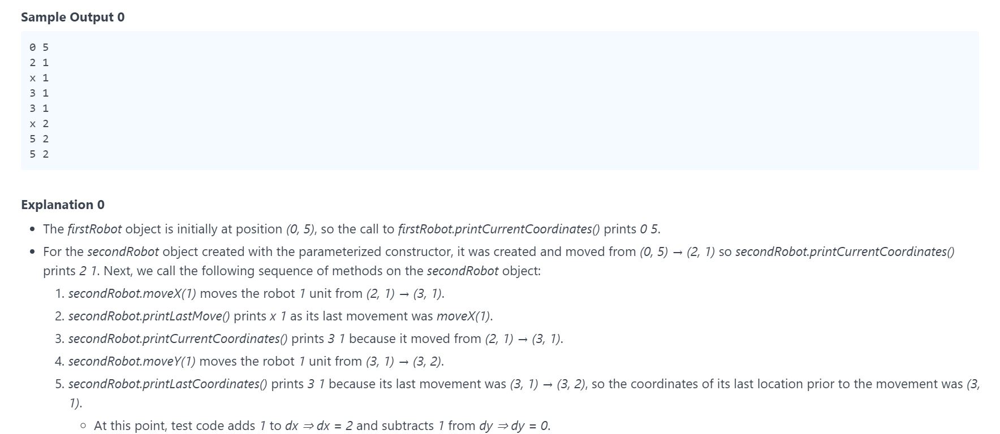 Sample Output 0
0 5
2 1
x 1
3 1
3 1
x 2
5 2
5 2
Explanation 0
• The firstRobot object is initially at position (0, 5), so the call to firstRobot.printCurrentCoordinates() prints 0 5.
• For the secondRobot object created with the parameterized constructor, it was created and moved from (0, 5) → (2, 1) so secondRobot.printCurrentCoordinates()
prints 2 1. Next, we call the following sequence of methods on the secondRobot object:
1. secondRobot.moveX(1) moves the robot 1 unit from (2, 1) → (3, 1).
2. secondRobot.printLastMove() prints x 1 as its last movement was moveX(1).
3. secondRobot.printCurrentCoordinates() prints 3 1 because it moved from (2, 1) → (3, 1).
4. secondRobot.moveY(1) moves the robot 1 unit from (3, 1) → (3, 2).
5. secondRobot.printLastCoordinates() prints 3 1 because its last movement was (3, 1) → (3, 2), so the coordinates of its last location prior to the movement was (3,
1).
◦ At this point, test code adds 1 to dx ⇒ dx = 2 and subtracts 1 from dy ⇒ dy = 0.